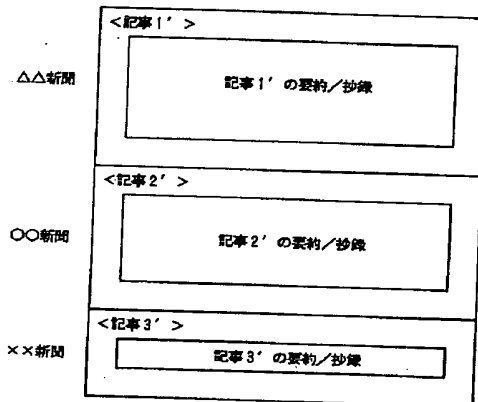 <記事1′>
△△新聞
記事1′の要約／抄録
<記事2′>
○○新聞
記事2′の要約／抄録
<記事3′>
××新聞
記事3′の要約／抄録